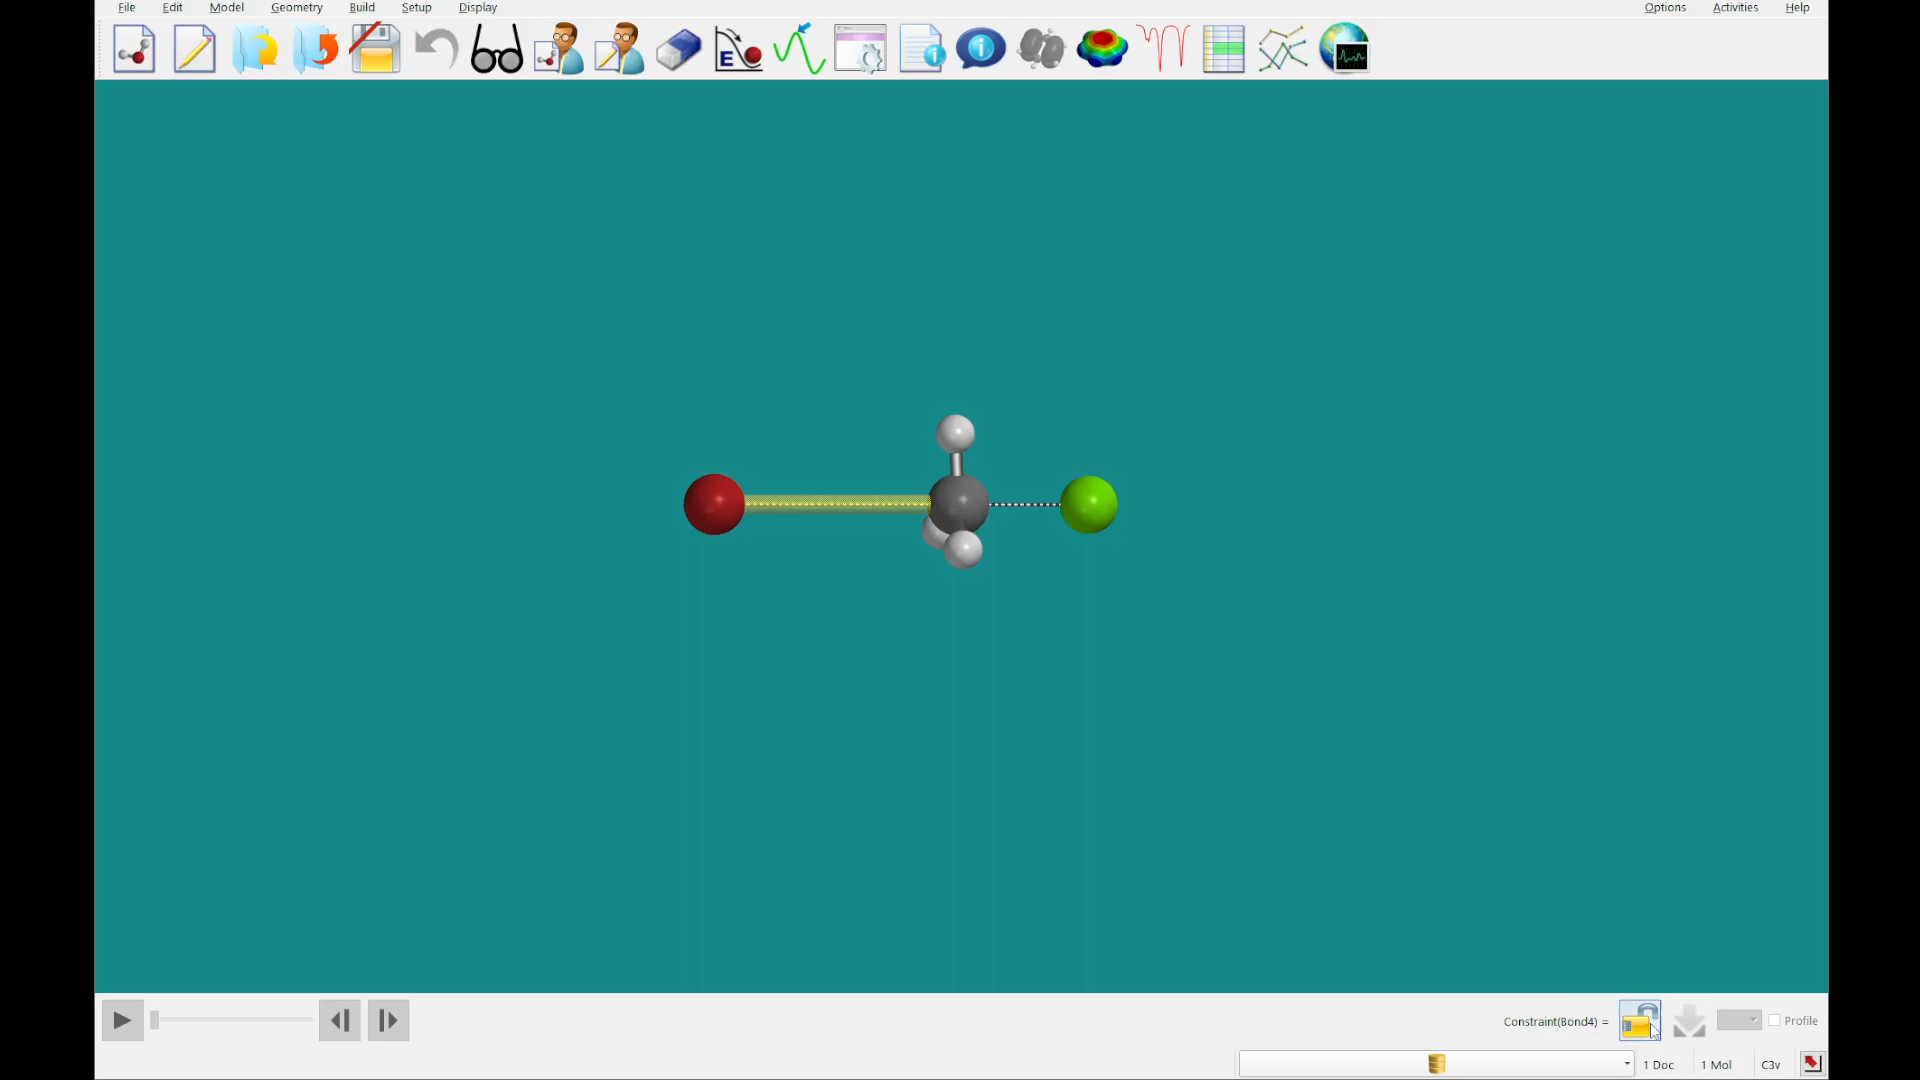 File Edit Model Geometry Build Setup Display Options Activities Help
E
Constraint(Bond4) = Profile
1 Doc 1 Mol C3v